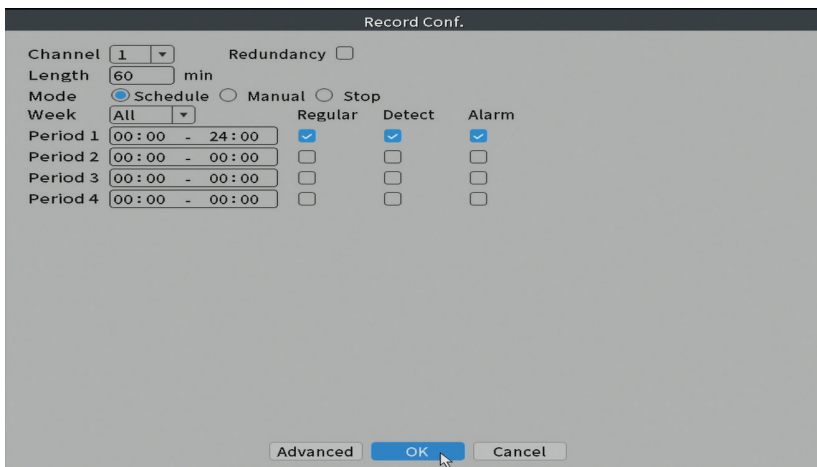 Record Conf.
Channel 1 Redundancy
Length 60 min
Mode Schedule Manual Stop
Week All Regular Detect Alarm
Period 1 00:00 - 24:00
Period 2 00:00 - 00:00
Period 3 00:00 - 00:00
Period 4 00:00 - 00:00
Advanced OK Cancel